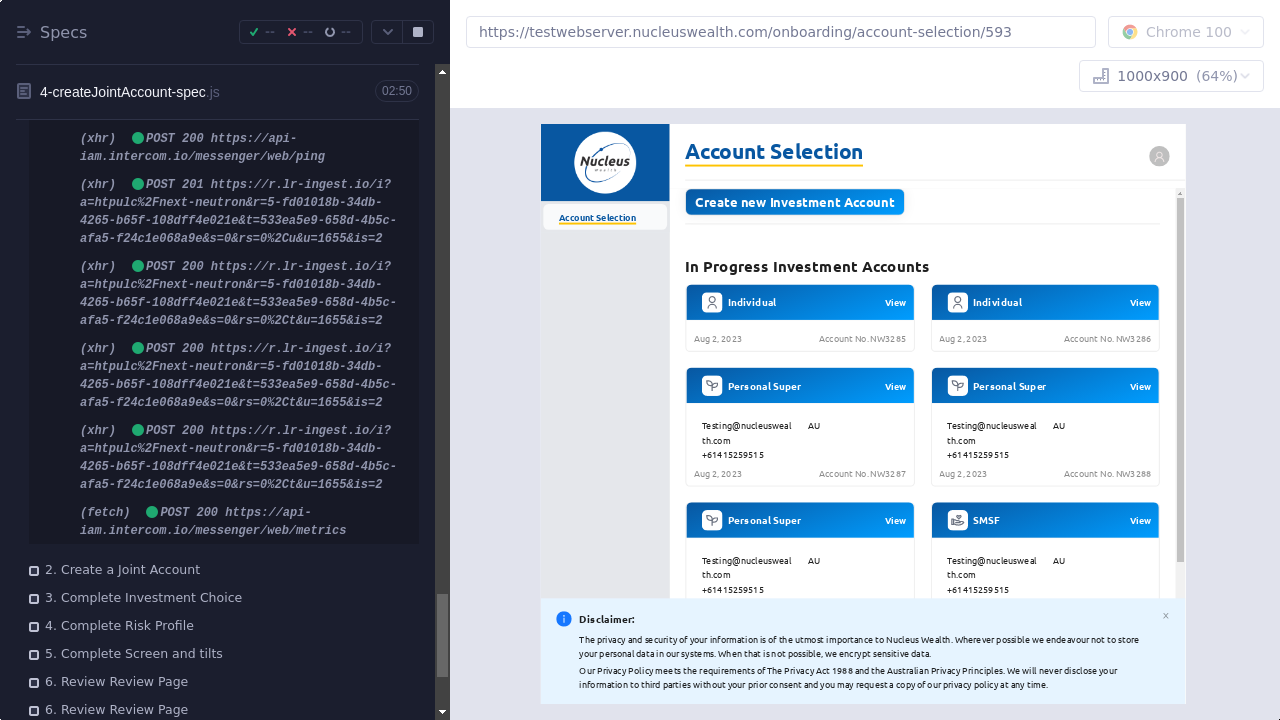 Specs
--
--
--
4-createJointAccount-spec.js
02:50
(xhr) POST 200 https://api-
iam.intercom.io/messenger/web/ping
(xhr) POST 201 https://r.lr-ingest.io/i?
a=htpulc%2Fnext-neutron&r=5-fd01018b-34db-
4265-b65f-108dff4e021e&t=533ea5e9-658d-4b5c-
afa5-f24c1e068a9e&s=0&rs=0%2Cu&u=1655&is=2
(xhr) POST 200 https://r.lr-ingest.io/i?
a=htpulc%2Fnext-neutron&r=5-fd01018b-34db-
4265-b65f-108dff4e021e&t=533ea5e9-658d-4b5c-
afa5-f24c1e068a9e&s=0&rs=0%2Ct&u=1655&is=2
(xhr) POST 200 https://r.lr-ingest.io/i?
a=htpulc%2Fnext-neutron&r=5-fd01018b-34db-
4265-b65f-108dff4e021e&t=533ea5e9-658d-4b5c-
afa5-f24c1e068a9e&s=0&rs=0%2Ct&u=1655&is=2
(xhr) POST 200 https://r.lr-ingest.io/i?
a=htpulc%2Fnext-neutron&r=5-fd01018b-34db-
4265-b65f-108dff4e021e&t=533ea5e9-658d-4b5c-
afa5-f24c1e068a9e&s=0&rs=0%2Ct&u=1655&is=2
(fetch) POST 200 https://api-
iam.intercom.io/messenger/web/metrics
2. Create a Joint Account
3. Complete Investment Choice
4. Complete Risk Profile
5. Complete Screen and tilts
6. Review Review Page
6. Review Review Page
https://testwebserver.nucleuswealth.com/onboarding/account-selection/593
Chrome 100
1000x900 (64%)
Nucleus
Wealth
Account Selection
Account Selection
Create new Investment Account
In Progress Investment Accounts
Individual View
Aug 2, 2023 Account No. NW3285
Individual View
Aug 2, 2023 Account No. NW3286
Personal Super View
Testing@nucleusweal AU
th.com
+61415259515
Aug 2, 2023 Account No. NW3287
Personal Super View
Testing@nucleusweal AU
th.com
+61415259515
Aug 2, 2023 Account No. NW3288
Personal Super View
Testing@nucleusweal AU
th.com
+61415259515
SMSF View
Testing@nucleusweal AU
th.com
+61415259515
Disclaimer:
The privacy and security of your information is of the utmost importance to Nucleus Wealth. Wherever possible we endeavour not to store
your personal data in our systems. When that is not possible, we encrypt sensitive data.
Our Privacy Policy meets the requirements of The Privacy Act 1988 and the Australian Privacy Principles. We will never disclose your
information to third parties without your prior consent and you may request a copy of our privacy policy at any time.